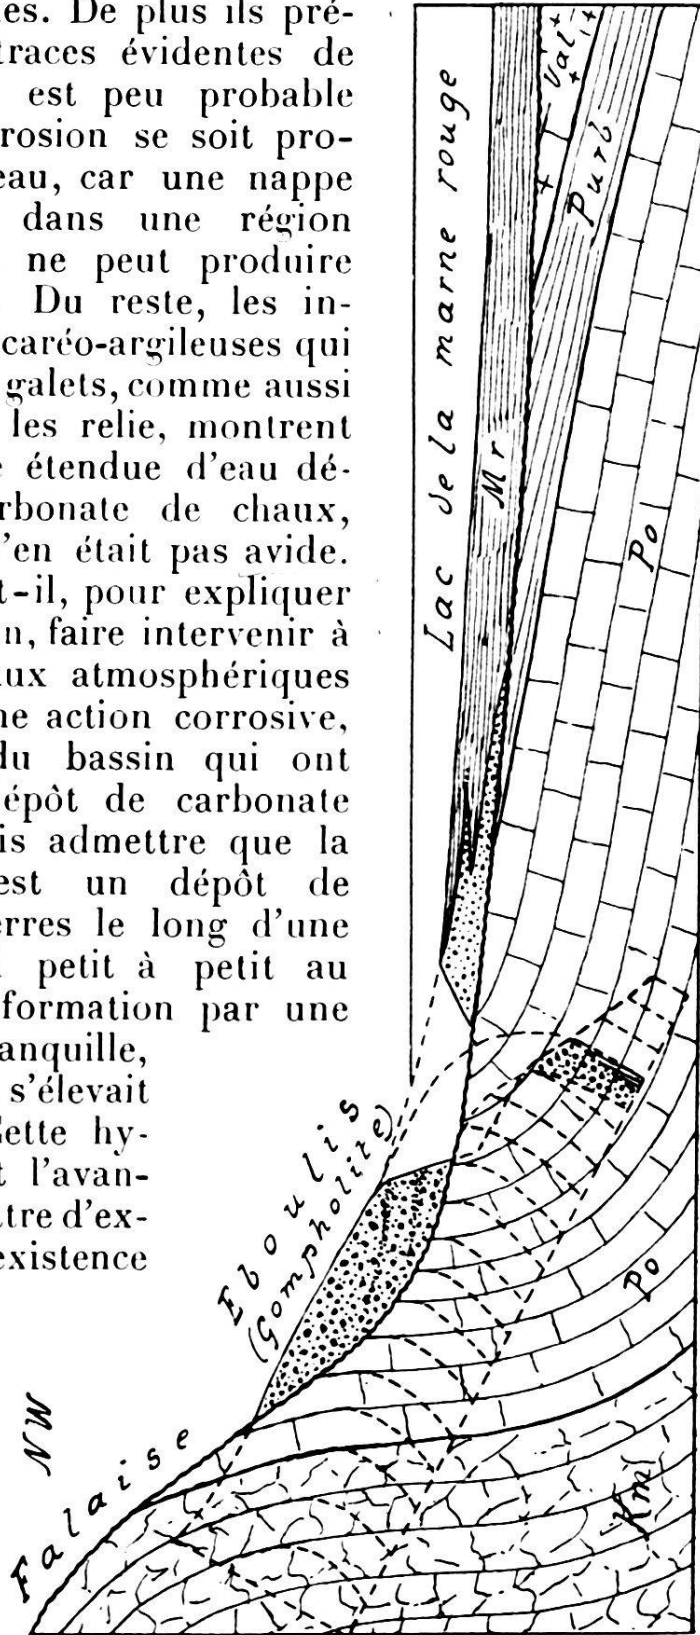 es. De plus ils pré-
traces évidentes de
est peu probable
rosion se soit pro-
eau, car une nappe
dans une région
ne peut produire
Du reste, les in-
caréo-argileuses qui
galets, comme aussi
les relie, montrent
étendue d'eau dé-
rbonate de chaux,
'en était pas avide.
t-il, pour expliquer
n, faire intervenir à
ux atmosphériques
ne action corrosive,
du bassin qui ont
épôt de carbonate
is admettre que la
est un dépôt de
erres le long d'une
petit à petit au
formation par une
anquille,
s'élevait
Cette hy-
t l'avan-
tre d'ex-
existence
Lac de la marne rouge
Mr
Val
Purb
Po
Eboulis
(Gompholite)
Po
NW
Falaise
Km